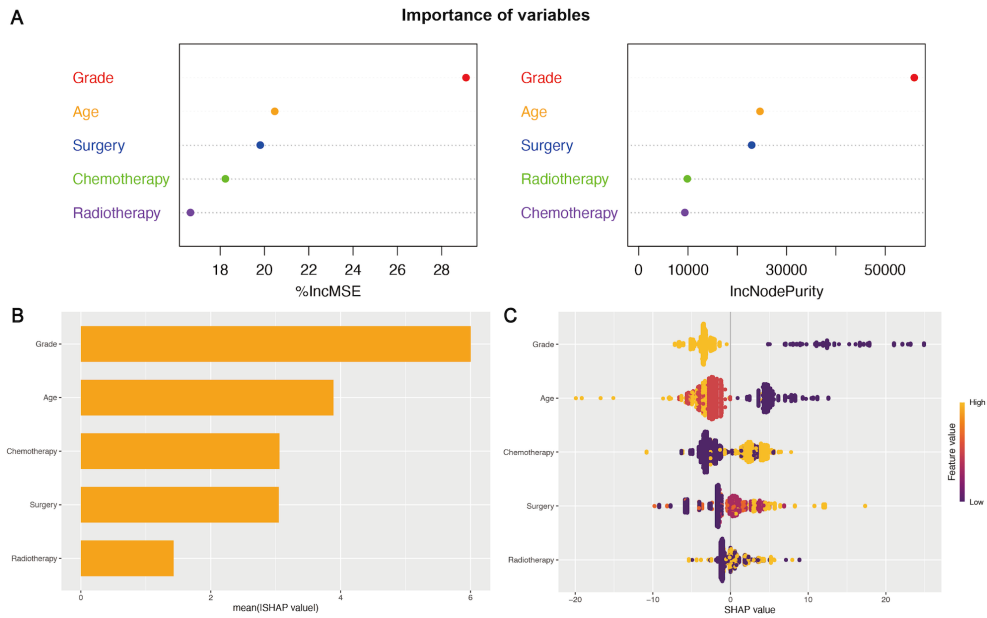 Importance of variables
A
Grade
Age
Surgery
Chemotherapy
Radiotherapy
18 20 22 24 26 28
%IncMSE
Grade
Age
Surgery
Radiotherapy
Chemotherapy
0 10000 30000 50000
IncNodePurity
B
Grade
Age
Chemotherapy
Surgery
Radiotherapy
0 2 4 6
mean(|SHAP value|)
C
Grade
Age
Chemotherapy
Surgery
Radiotherapy
−20 −10 0 10 20
SHAP value
High
Feature value
Low